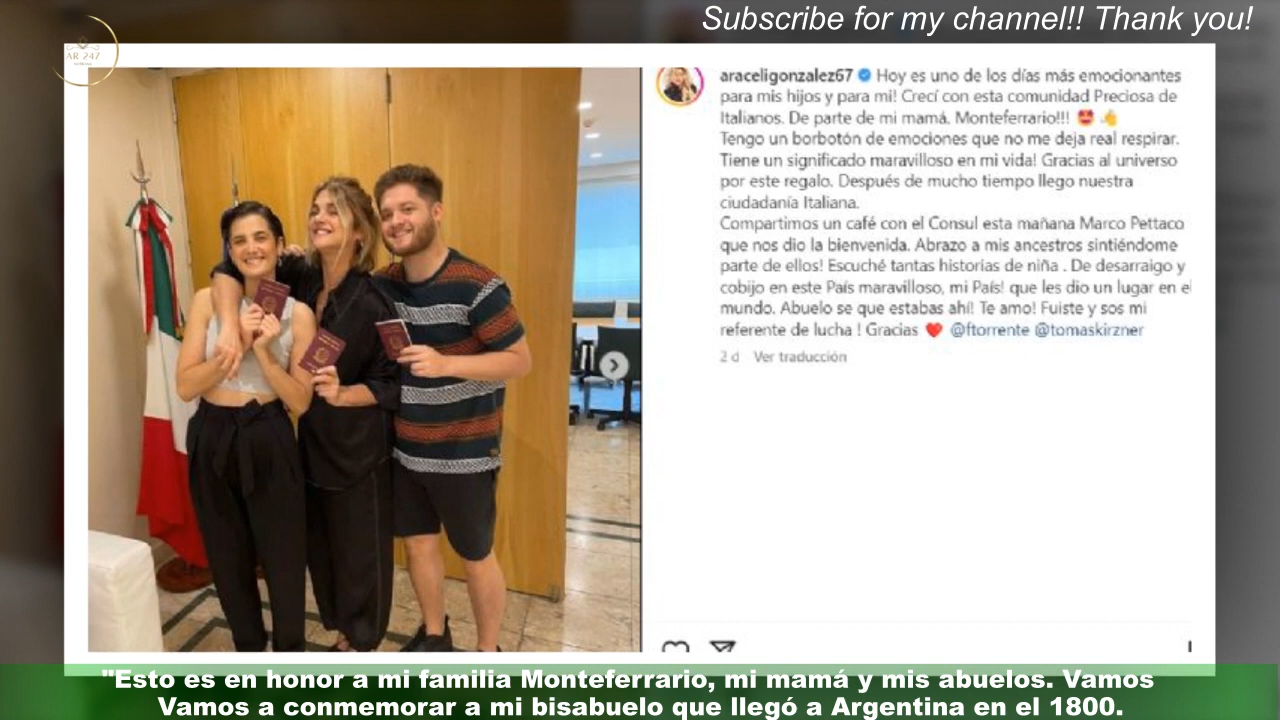 Subscribe for my channel!! Thank you!
AR 247
araceligonzalez67 Hoy es uno de los días más emocionantes
para mis hijos y para mi! Crecí con esta comunidad Preciosa de
Italianos. De parte de mi mamá. Monteferrario!!! 🤩 🫰
Tengo un borbotón de emociones que no me deja real respirar.
Tiene un significado maravilloso en mi vida! Gracias al universo
por este regalo. Después de mucho tiempo llego nuestra
ciudadanía Italiana.
Compartimos un café con el Consul esta mañana Marco Pettaco
que nos dio la bienvenida. Abrazo a mis ancestros sintiéndome
parte de ellos! Escuché tantas historias de niña . De desarraigo y
cobijo en este País maravilloso, mi País! que les dio un lugar en el
mundo. Abuelo se que estabas ahí! Te amo! Fuiste y sos mi
referente de lucha ! Gracias ❤️ @ftorrente @tomaskirzner
2 d Ver traducción
"Esto es en honor a mi familia Monteferrario, mi mamá y mis abuelos. Vamos
Vamos a conmemorar a mi bisabuelo que llegó a Argentina en el 1800.